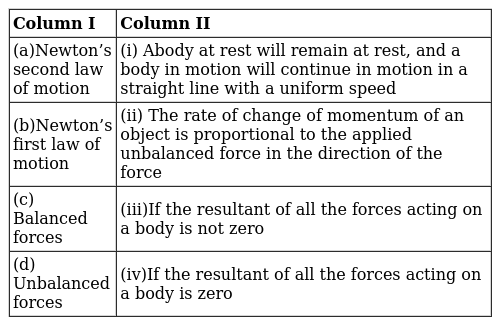 Column I Column II
(a)Newton's
second law
of motion
(i) Abody at rest will remain at rest, and a
body in motion will continue in motion in a
straight line with a uniform speed
(b)Newton's
first law of
motion
(ii) The rate of change of momentum of an
object is proportional to the applied
unbalanced force in the direction of the
force
(c)
Balanced
forces
(iii)If the resultant of all the forces acting on
a body is not zero
(d)
Unbalanced
forces
(iv)If the resultant of all the forces acting on
a body is zero